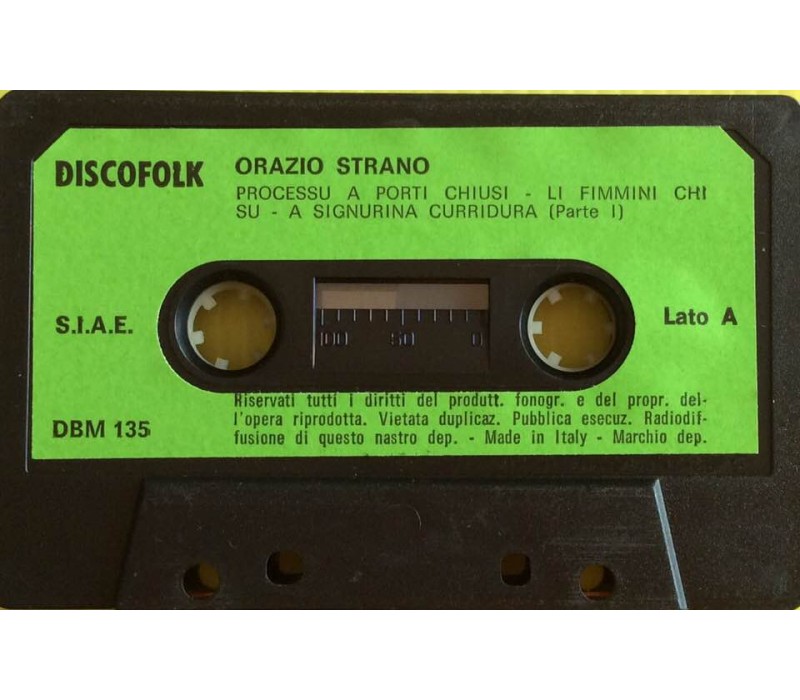 DISCOFOLK
ORAZIO STRANO
PROCESSU A PORTI CHIUSI - LI FIMMINI CHI
SU - A SIGNURINA CURRIDURA (Parte I)
S.I.A.E.
100 50 0
Lato A
DBM 135
Riservati tutti i diritti del produtt. fonogr. e del propr. del-
l'opera riprodotta. Vietata duplicaz. Pubblica esecuz. Radiodif-
fusione di questo nastro dep. - Made in Italy - Marchio dep.